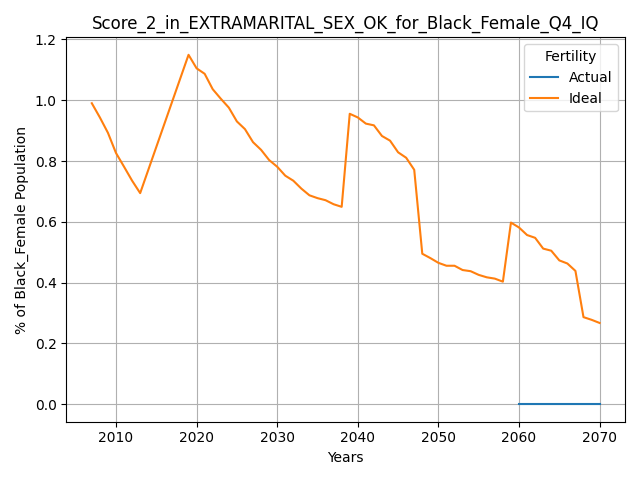 Score_2_in_EXTRAMARITAL_SEX_OK_for_Black_Female_Q4_IQ
% of Black_Female Population
1.2
1.0
0.8
0.6
0.4
0.2
0.0
Fertility
Actual
Ideal
2010 2020 2030 2040 2050 2060 2070
Years